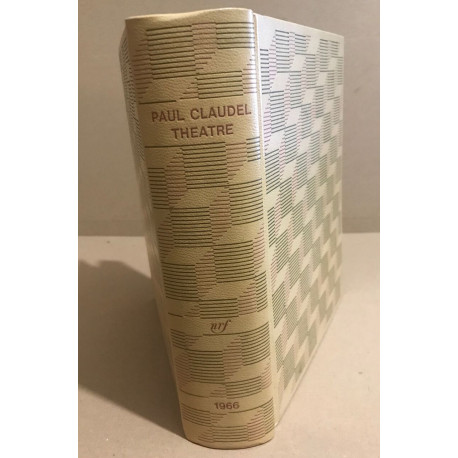 PAUL CLAUDEL
THEATRE
nrf
1966